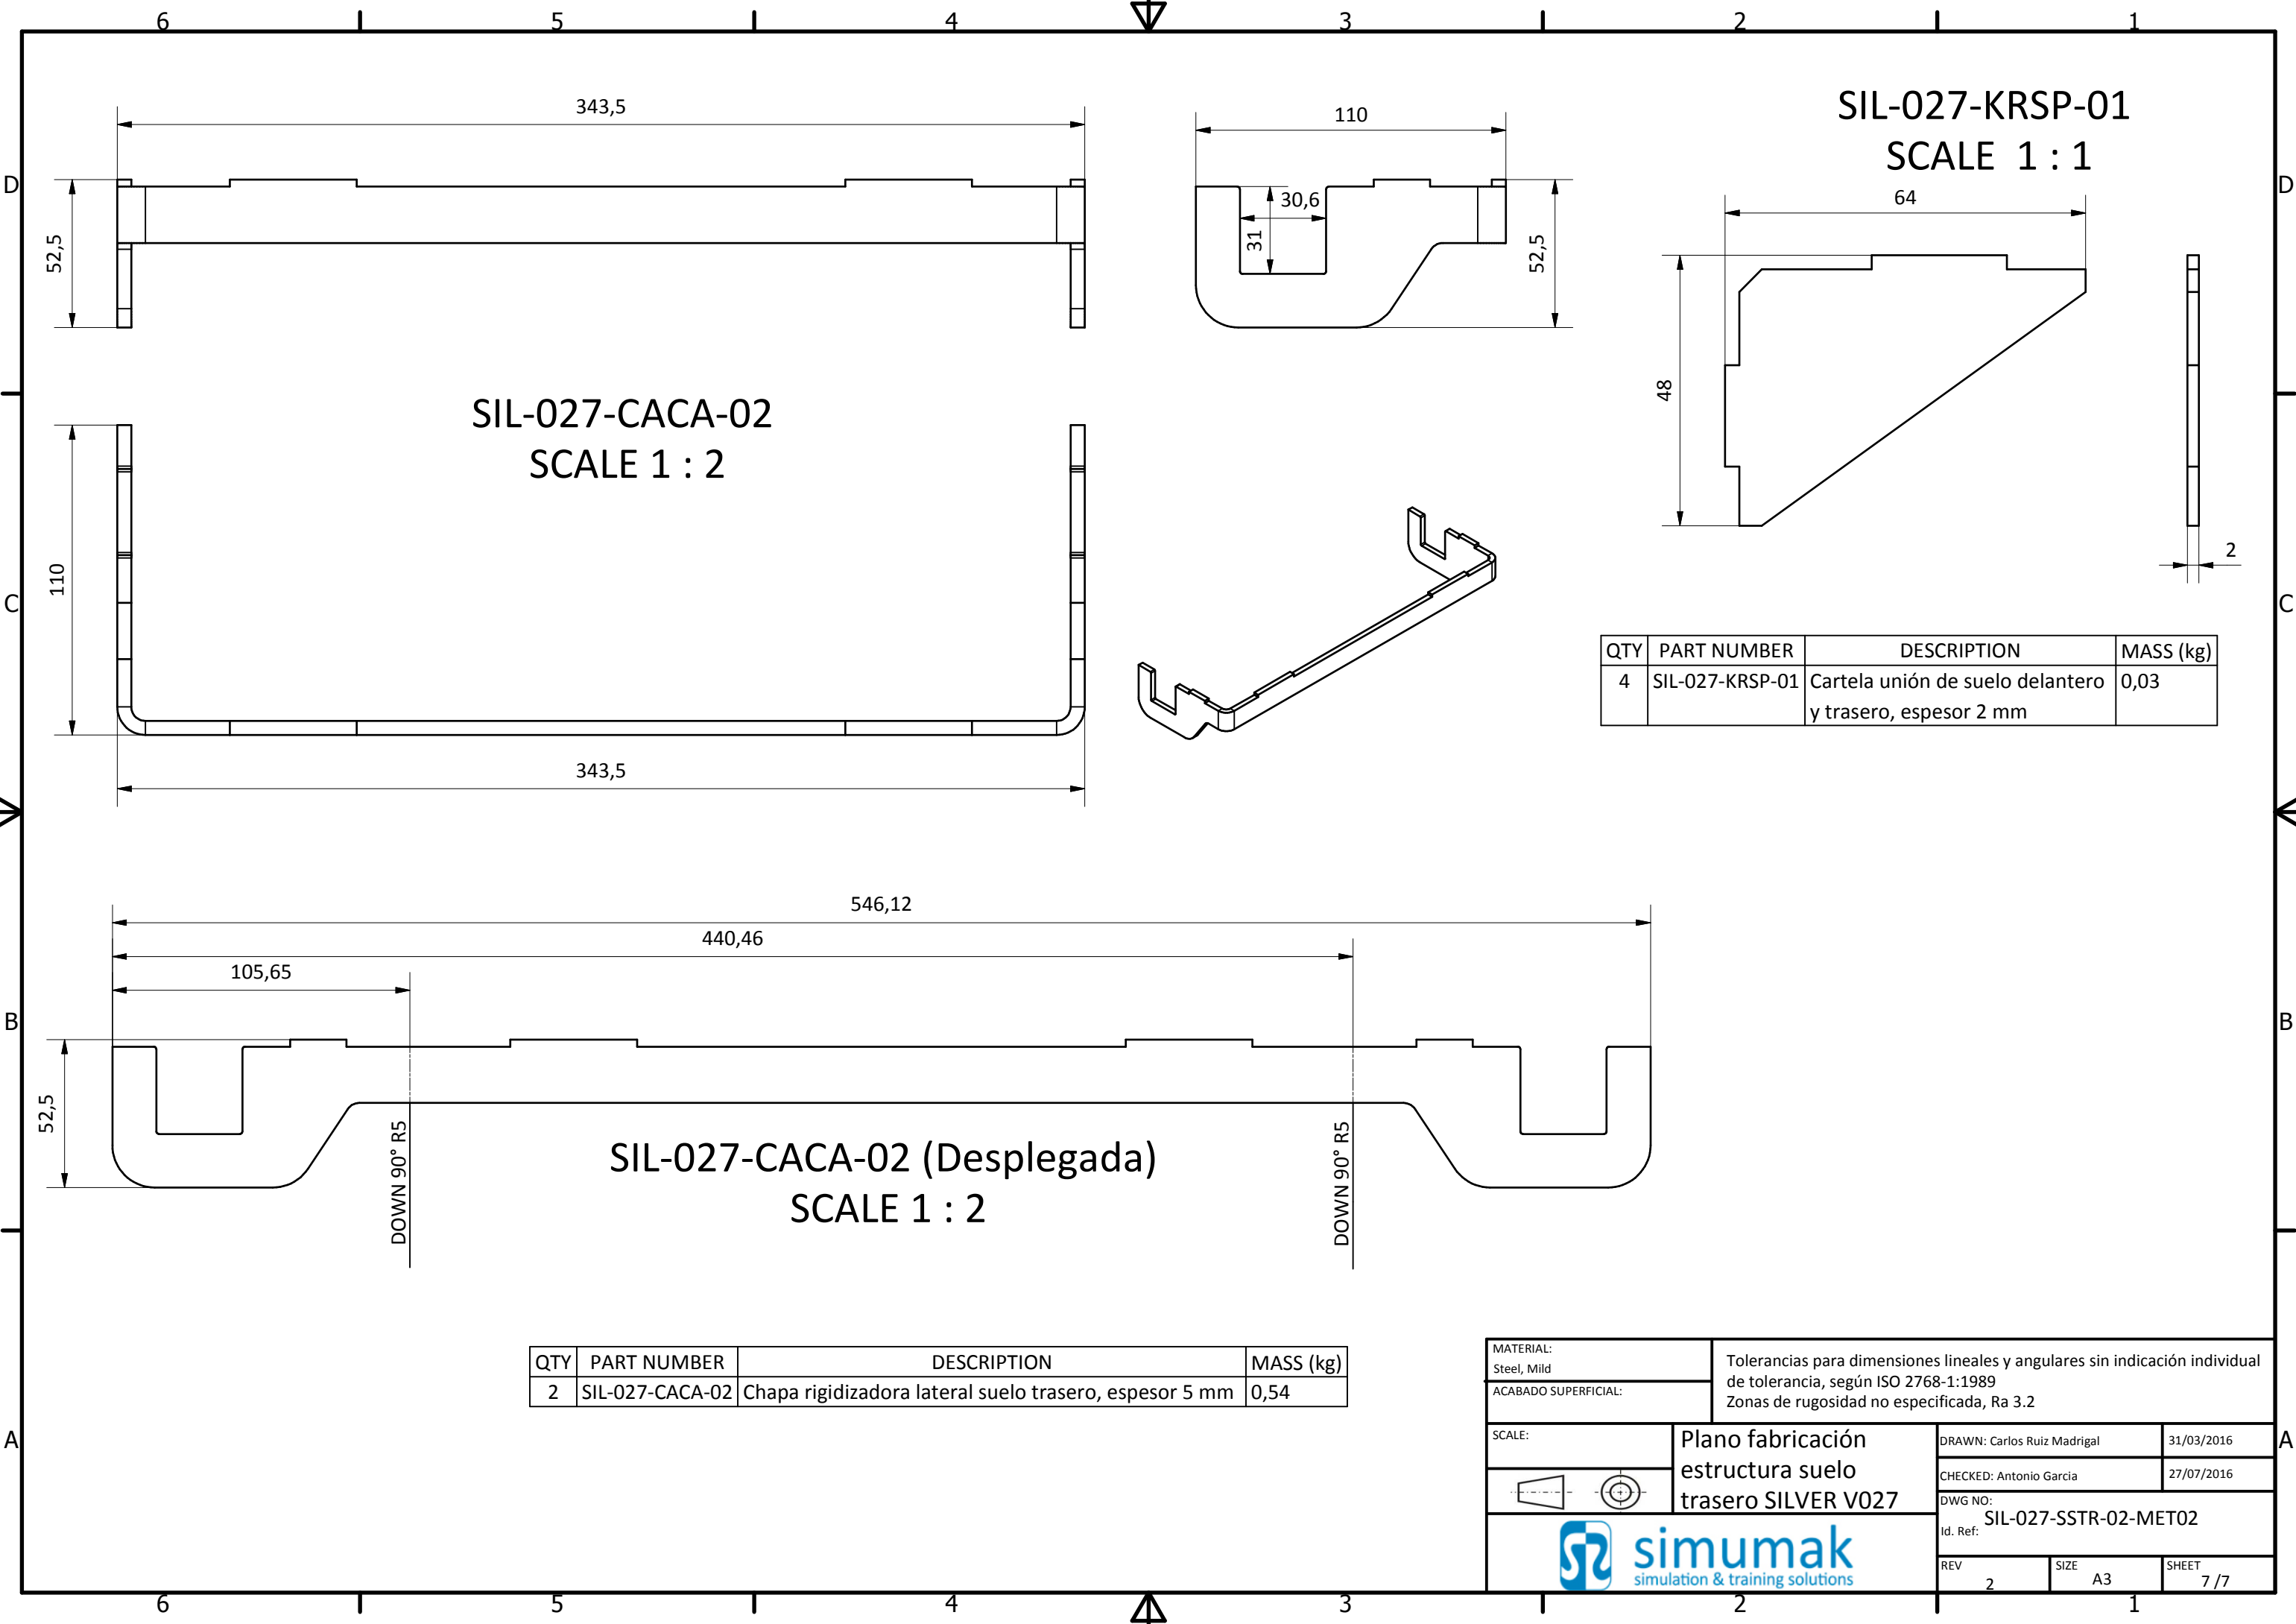 6 5 4 3 2 1
D
D
C
C
B
B
A
A
343,5
52,5
110
30,6
31
52,5
SIL-027-KRSP-01
SCALE 1 : 1
64
48
2
SIL-027-CACA-02
SCALE 1 : 2
110
343,5
QTY PART NUMBER DESCRIPTION MASS (kg)
4 SIL-027-KRSP-01 Cartela unión de suelo delantero 0,03
y trasero, espesor 2 mm
546,12
440,46
105,65
52,5
DOWN 90° R5
DOWN 90° R5
SIL-027-CACA-02 (Desplegada)
SCALE 1 : 2
QTY PART NUMBER DESCRIPTION MASS (kg)
2 SIL-027-CACA-02 Chapa rigidizadora lateral suelo trasero, espesor 5 mm 0,54
MATERIAL:
Steel, Mild
ACABADO SUPERFICIAL:
Tolerancias para dimensiones lineales y angulares sin indicación individual
de tolerancia, según ISO 2768-1:1989
Zonas de rugosidad no especificada, Ra 3.2
SCALE:
Plano fabricación
estructura suelo
trasero SILVER V027
DRAWN: Carlos Ruiz Madrigal 31/03/2016
CHECKED: Antonio Garcia 27/07/2016
DWG NO:
SIL-027-SSTR-02-MET02
Id. Ref:
REV
2
SIZE
A3
SHEET
7 /7
simumak
simulation & training solutions
6 5 4 3 2 1